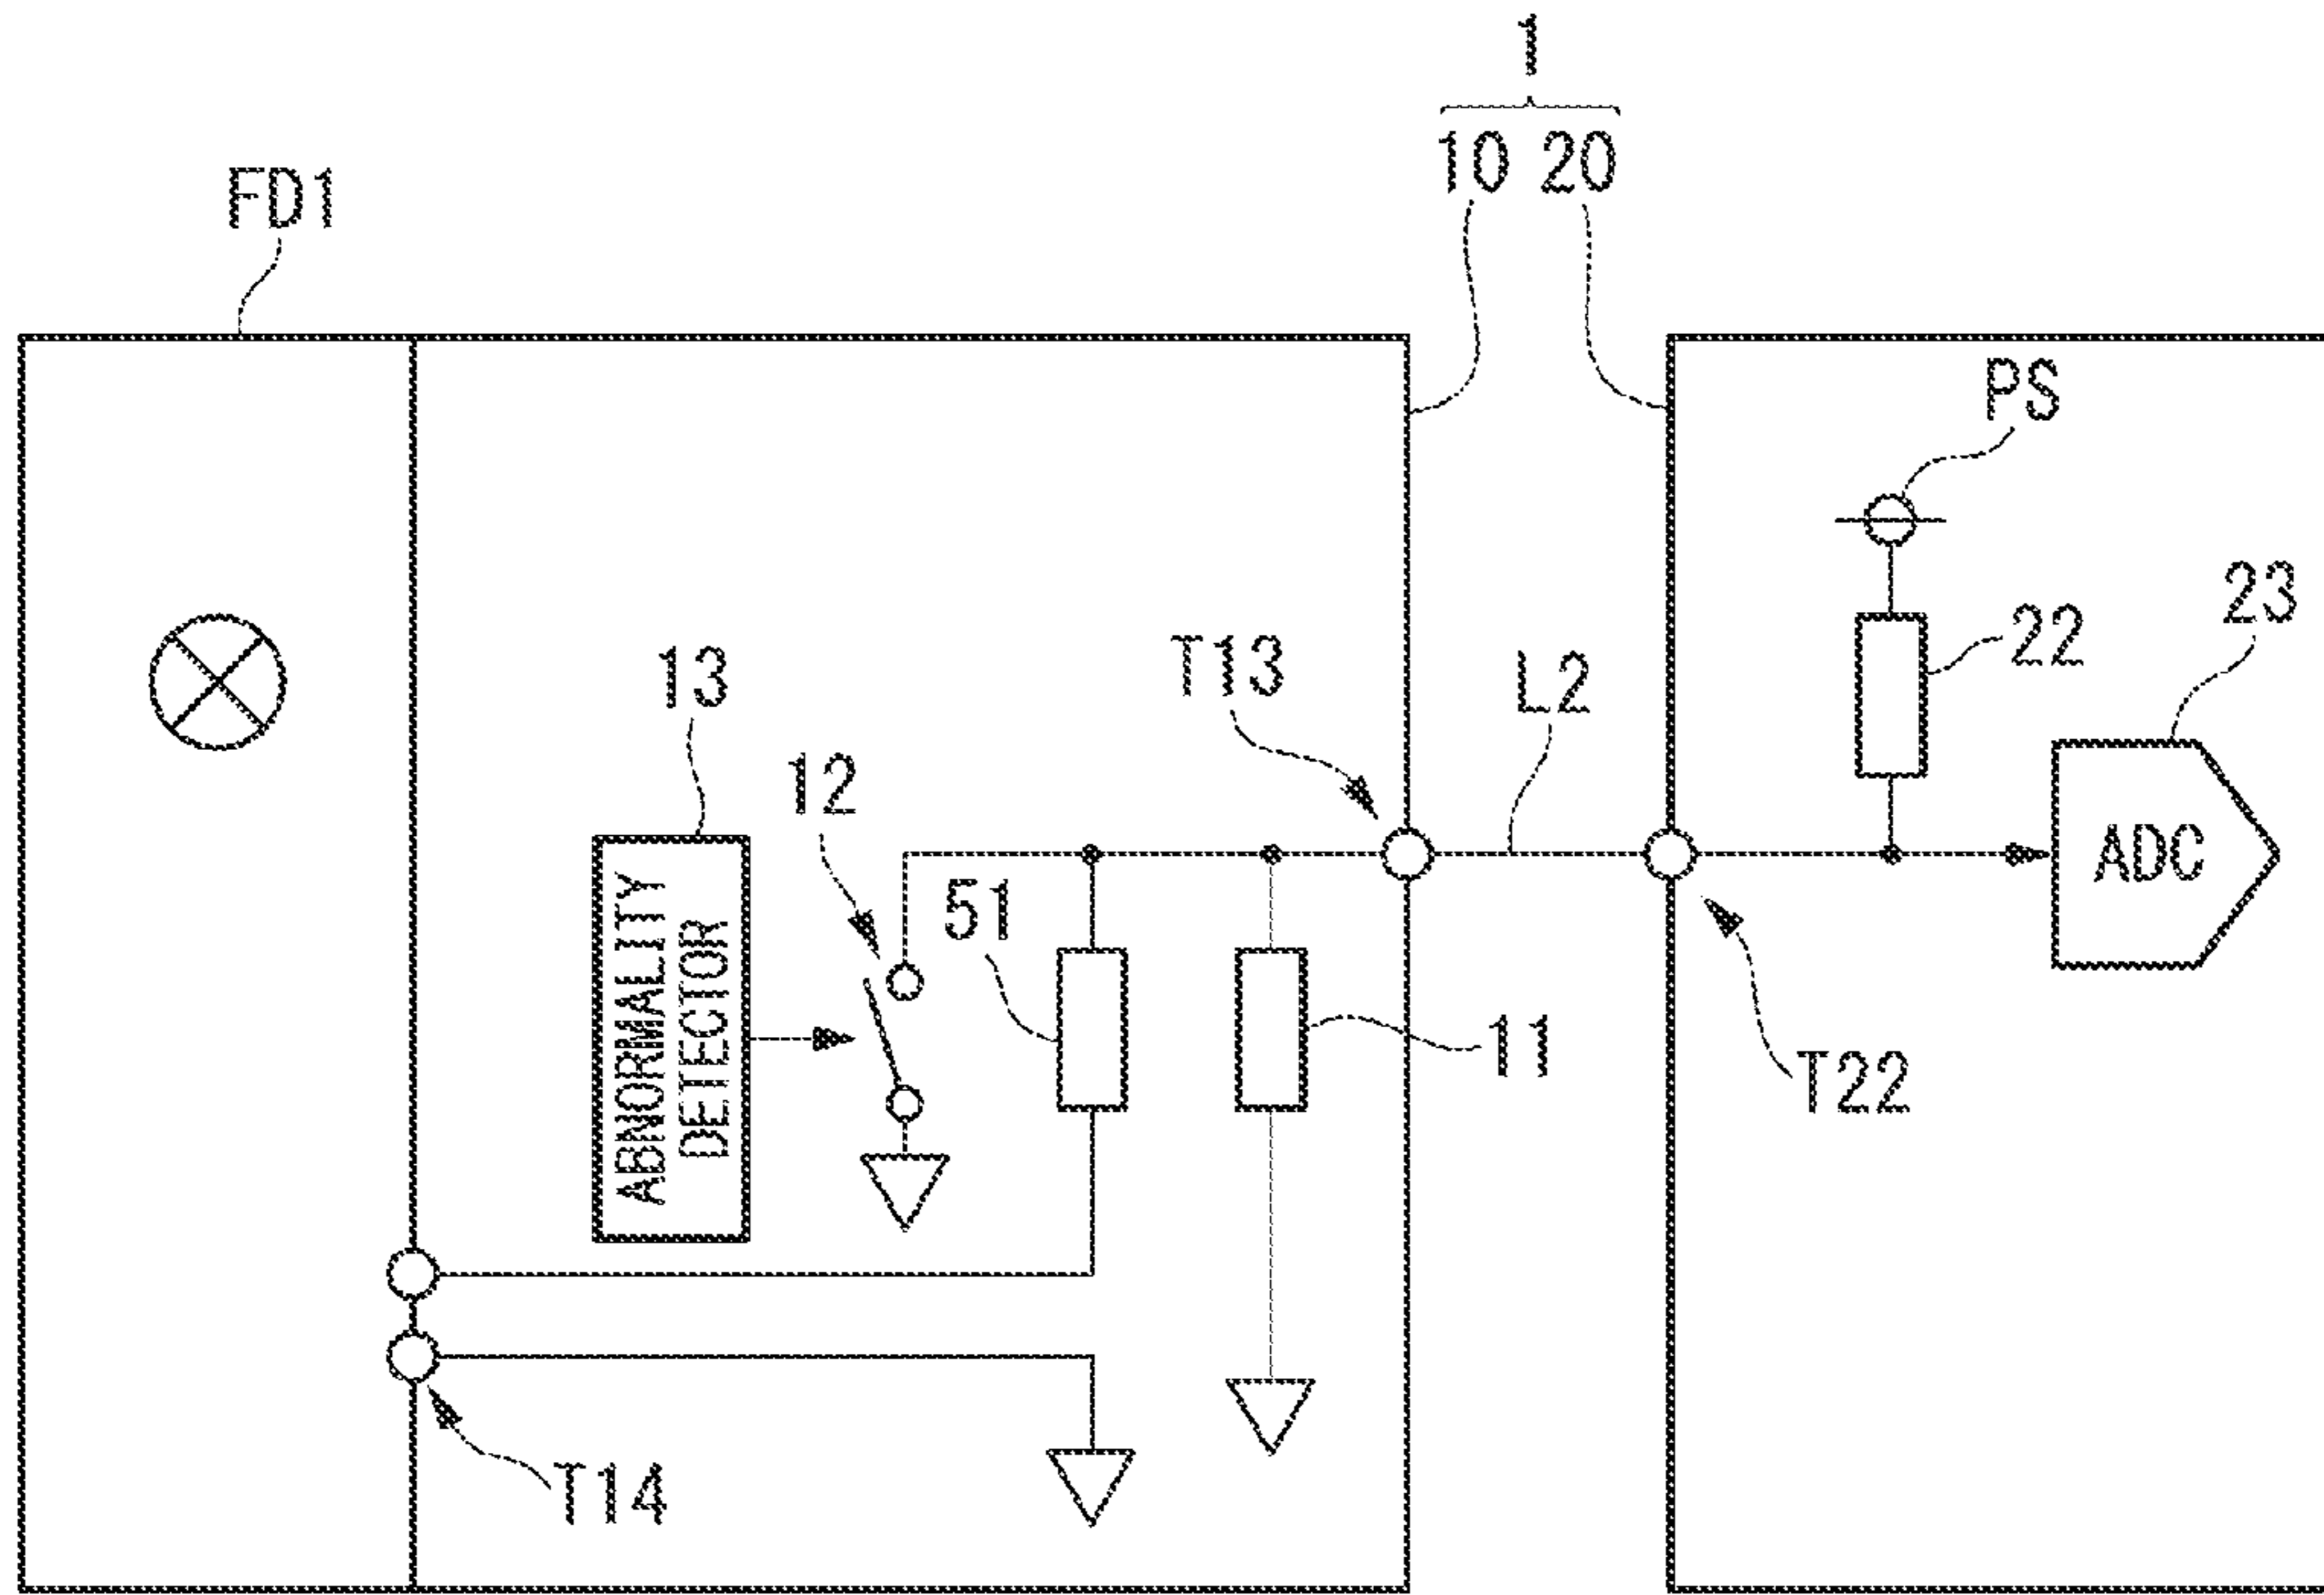 1
10 20
FD1
PS
23
22
T13
L2
13
12
51
ADC
ABNORMALITY
DETECTOR
11
T22
T14